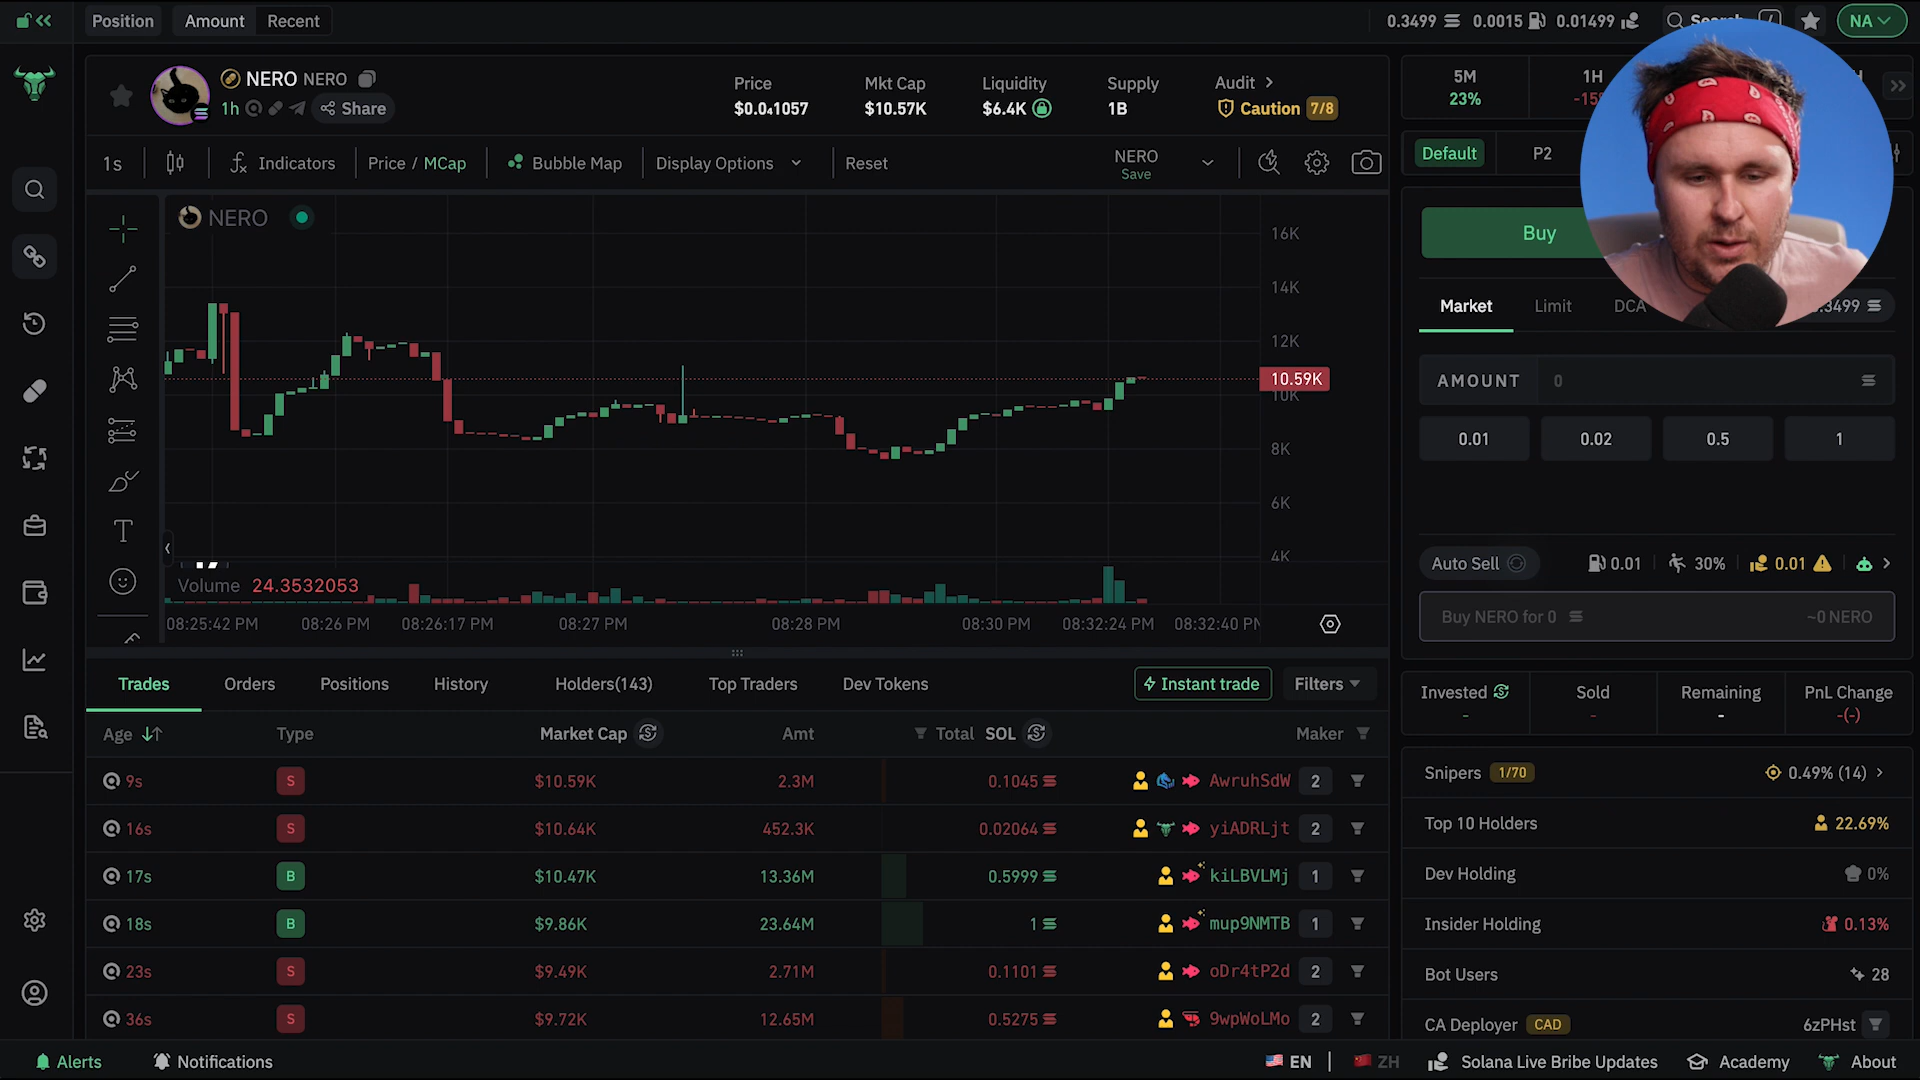 Position Amount Recent 0.3499 0.0015 0.01499 NA
NERO NERO
1h Share
Price Mkt Cap Liquidity Supply Audit
$0.0₄1057 $10.57K $6.4K 1B Caution 7/8
5M 1H
23% -15
1s Indicators Price / MCap Bubble Map Display Options Reset NERO
Save
Default P2
NERO
16K
14K
12K
10.59K
10K
8K
6K
4K
Volume 24.3532053
08:25:42 PM 08:26 PM 08:26:17 PM 08:27 PM 08:28 PM 08:30 PM 08:32:24 PM 08:32:40 PM
Buy
Market Limit DCA .3499
AMOUNT 0
0.01 0.02 0.5 1
Auto Sell 0.01 30% 0.01
Buy NERO for 0 ~0 NERO
Trades Orders Positions History Holders(143) Top Traders Dev Tokens Instant trade Filters
Age Type Market Cap Amt Total SOL Maker
9s S $10.59K 2.3M 0.1045 AwruhSdW 2
16s S $10.64K 452.3K 0.02064 yiADRLjt 2
17s B $10.47K 13.36M 0.5999 kiLBVLMj 1
18s B $9.86K 23.64M 1 mup9NMTB 1
23s S $9.49K 2.71M 0.1101 oDr4tP2d 2
36s S $9.72K 12.65M 0.5275 9wpWoLMo 2
Invested Sold Remaining PnL Change
- - - -(-)
Snipers 1/70 0.49% (14)
Top 10 Holders 22.69%
Dev Holding 0%
Insider Holding 0.13%
Bot Users 28
CA Deployer CAD 6zPHst
Alerts Notifications EN | ZH Solana Live Bribe Updates Academy About